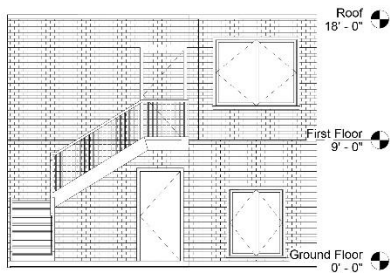 Roof
18' - 0"
First Floor
9' - 0"
Ground Floor
0' - 0"